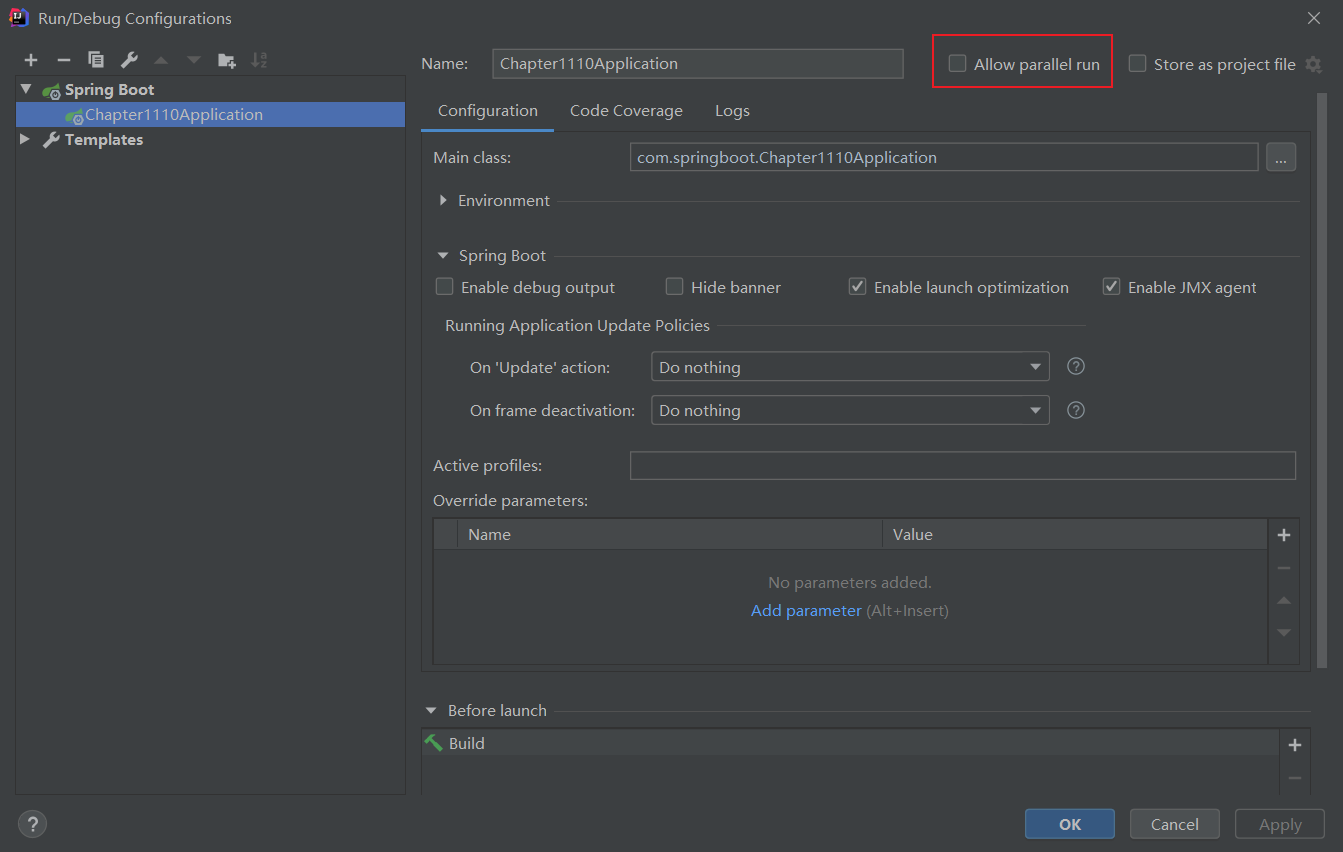 Run/Debug Configurations
Name: Chapter1110Application Allow parallel run Store as project file
Spring Boot
Chapter1110Application
Templates
Configuration Code Coverage Logs
Main class: com.springboot.Chapter1110Application ...
Environment
Spring Boot
Enable debug output Hide banner Enable launch optimization Enable JMX agent
Running Application Update Policies
On 'Update' action: Do nothing ?
On frame deactivation: Do nothing ?
Active profiles:
Override parameters:
Name Value
No parameters added.
Add parameter (Alt+Insert)
Before launch
Build
? OK Cancel Apply